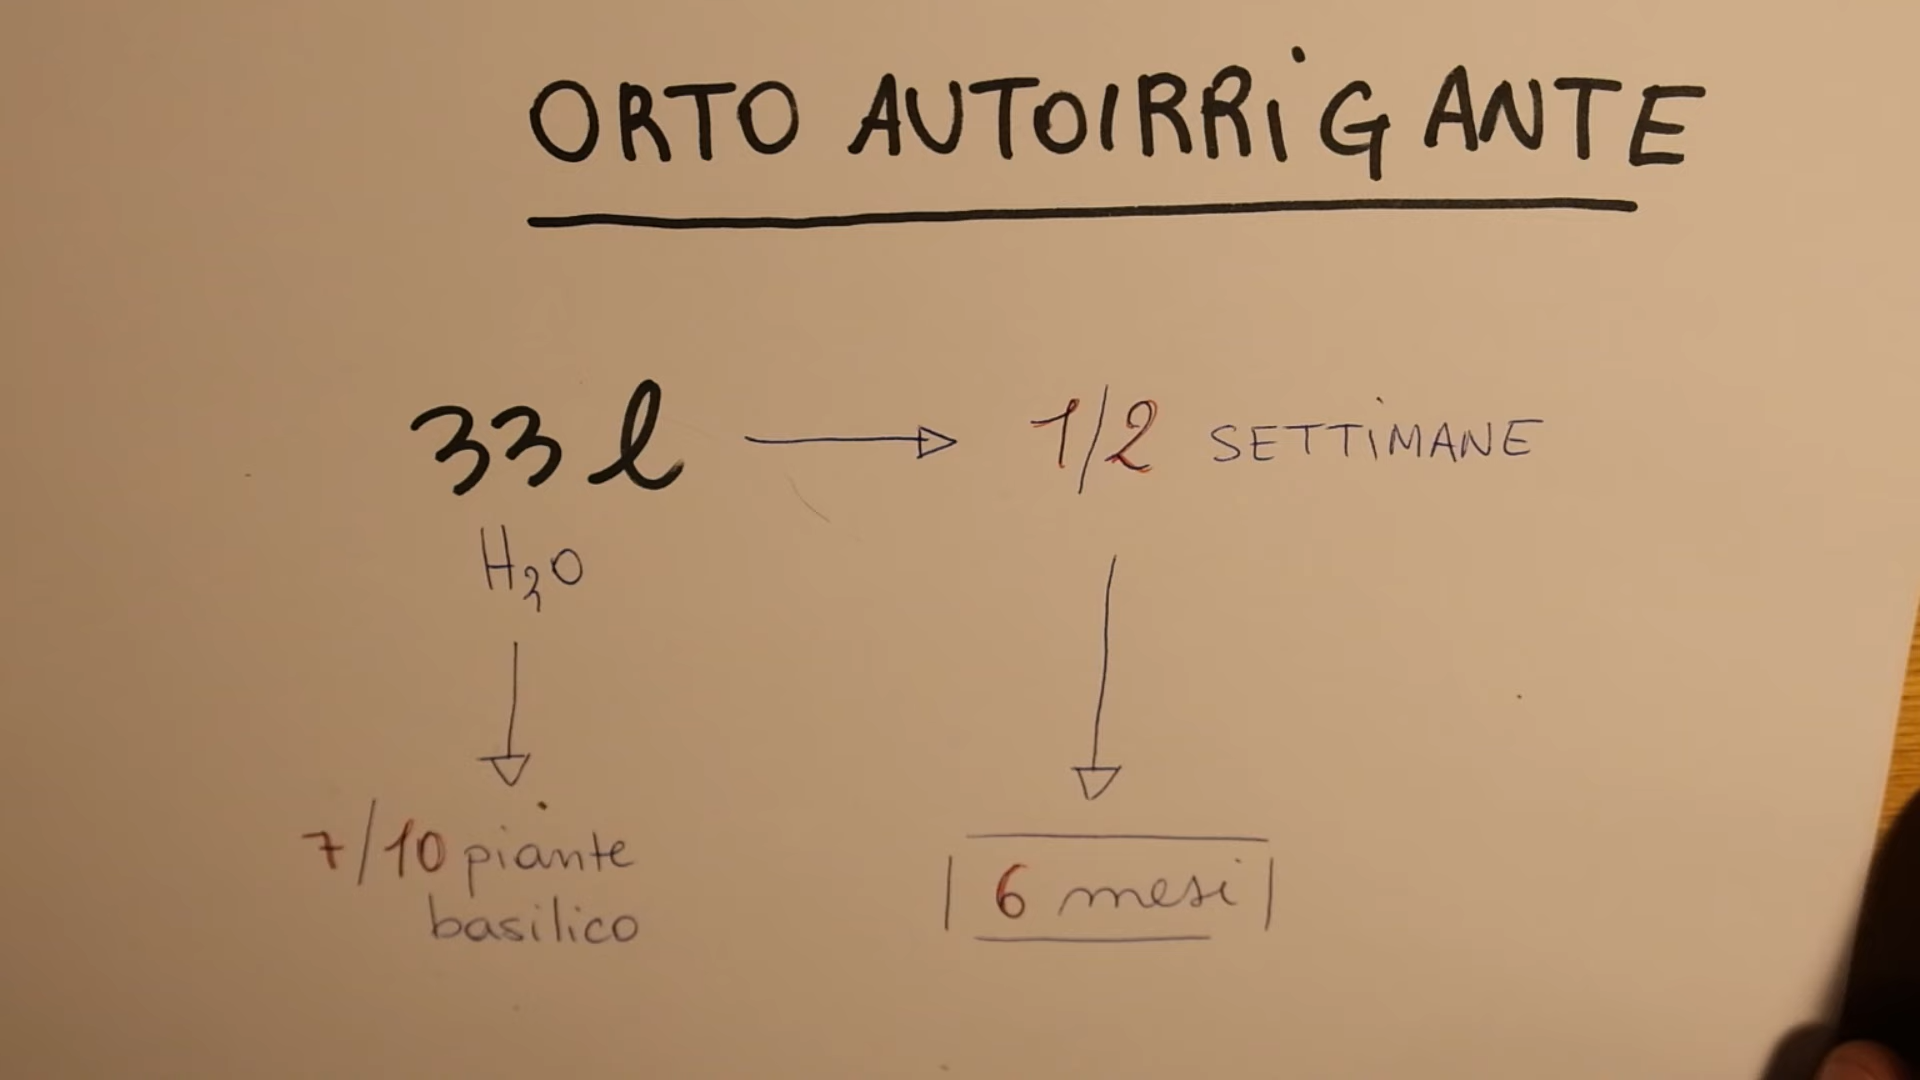 ORTO AUTOIRRiGANTE
33 l → 1/2 SETTiMANE
H2O
7/10 piante
basilico
6 mesi